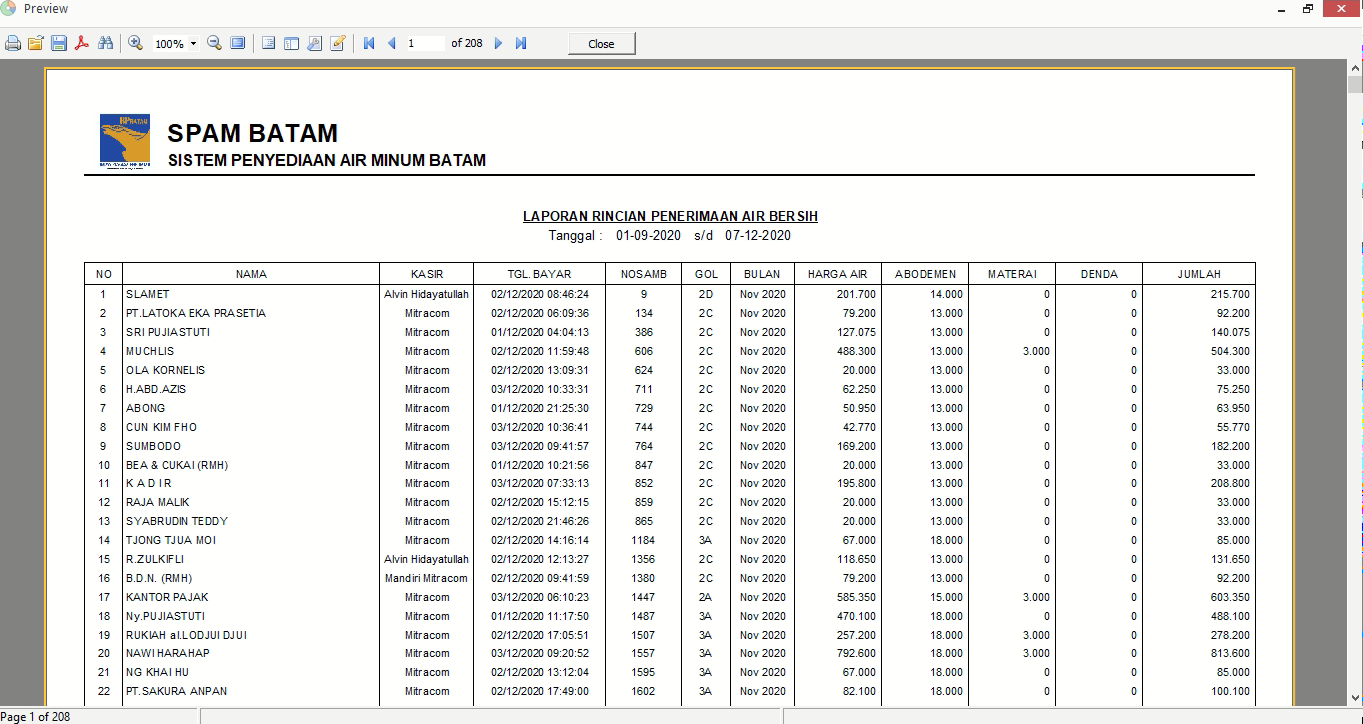 Preview
100%
1 of 208
Close
BP BATAM
SPAM BATAM
SISTEM PENYEDIAAN AIR MINUM BATAM
LAPORAN RINCIAN PENERIMAAN AIR BERSIH
Tanggal : 01-09-2020 s/d 07-12-2020
NO NAMA KASIR TGL. BAYAR NOSAMB GOL BULAN HARGA AIR ABODEMEN MATERAI DENDA JUMLAH
1 SLAMET Alvin Hidayatullah 02/12/2020 08:46:24 9 2D Nov 2020 201.700 14.000 0 0 215.700
2 PT.LATOKA EKA PRASETIA Mitracom 02/12/2020 06:09:36 134 2C Nov 2020 79.200 13.000 0 0 92.200
3 SRI PUJIASTUTI Mitracom 01/12/2020 04:04:13 386 2C Nov 2020 127.075 13.000 0 0 140.075
4 MUCHLIS Mitracom 02/12/2020 11:59:48 606 2C Nov 2020 488.300 13.000 3.000 0 504.300
5 OLA KORNELIS Mitracom 02/12/2020 13:09:31 624 2C Nov 2020 20.000 13.000 0 0 33.000
6 H.ABD.AZIS Mitracom 03/12/2020 10:33:31 711 2C Nov 2020 62.250 13.000 0 0 75.250
7 ABONG Mitracom 01/12/2020 21:25:30 729 2C Nov 2020 50.950 13.000 0 0 63.950
8 CUN KIM FHO Mitracom 03/12/2020 10:36:41 744 2C Nov 2020 42.770 13.000 0 0 55.770
9 SUMBODO Mitracom 03/12/2020 09:41:57 764 2C Nov 2020 169.200 13.000 0 0 182.200
10 BEA & CUKAI (RMH) Mitracom 01/12/2020 10:21:56 847 2C Nov 2020 20.000 13.000 0 0 33.000
11 K A D I R Mitracom 03/12/2020 07:33:13 852 2C Nov 2020 195.800 13.000 0 0 208.800
12 RAJA MALIK Mitracom 02/12/2020 15:12:15 859 2C Nov 2020 20.000 13.000 0 0 33.000
13 SYABRUDIN TEDDY Mitracom 02/12/2020 21:46:26 865 2C Nov 2020 20.000 13.000 0 0 33.000
14 TJONG TJUA MOI Mitracom 02/12/2020 14:16:14 1184 3A Nov 2020 67.000 18.000 0 0 85.000
15 R.ZULKIFLI Alvin Hidayatullah 02/12/2020 12:13:27 1356 2C Nov 2020 118.650 13.000 0 0 131.650
16 B.D.N. (RMH) Mandiri Mitracom 02/12/2020 09:41:59 1380 2C Nov 2020 79.200 13.000 0 0 92.200
17 KANTOR PAJAK Mitracom 03/12/2020 06:10:23 1447 2A Nov 2020 585.350 15.000 3.000 0 603.350
18 Ny.PUJIASTUTI Mitracom 01/12/2020 11:17:50 1487 3A Nov 2020 470.100 18.000 0 0 488.100
19 RUKIAH al.LODJUI DJUI Mitracom 02/12/2020 17:05:51 1507 3A Nov 2020 257.200 18.000 3.000 0 278.200
20 NAWI HARAHAP Mitracom 03/12/2020 09:20:52 1557 3A Nov 2020 792.600 18.000 3.000 0 813.600
21 NG KHAI HU Mitracom 02/12/2020 13:12:04 1595 3A Nov 2020 67.000 18.000 0 0 85.000
22 PT.SAKURA ANPAN Mitracom 02/12/2020 17:49:00 1602 3A Nov 2020 82.100 18.000 0 0 100.100
Page 1 of 208